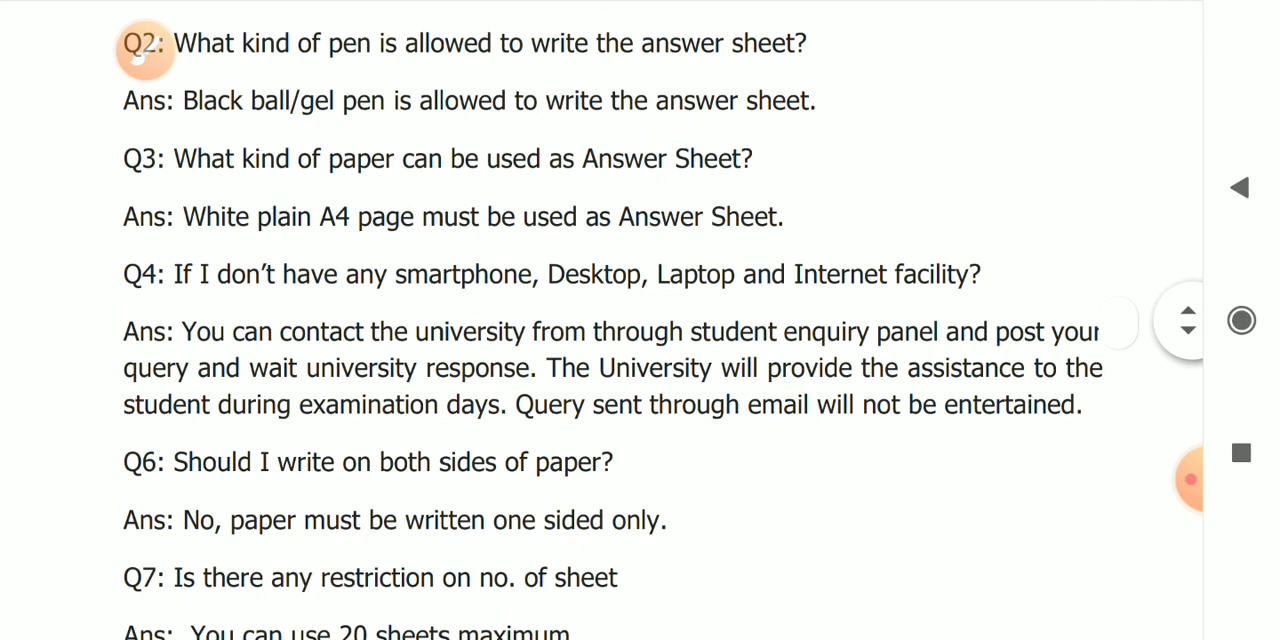 Q2: What kind of pen is allowed to write the answer sheet?
Ans: Black ball/gel pen is allowed to write the answer sheet.
Q3: What kind of paper can be used as Answer Sheet?
Ans: White plain A4 page must be used as Answer Sheet.
Q4: If I don’t have any smartphone, Desktop, Laptop and Internet facility?
Ans: You can contact the university from through student enquiry panel and post your
query and wait university response. The University will provide the assistance to the
student during examination days. Query sent through email will not be entertained.
Q6: Should I write on both sides of paper?
Ans: No, paper must be written one sided only.
Q7: Is there any restriction on no. of sheet
Ans: You can use 20 sheets maximum